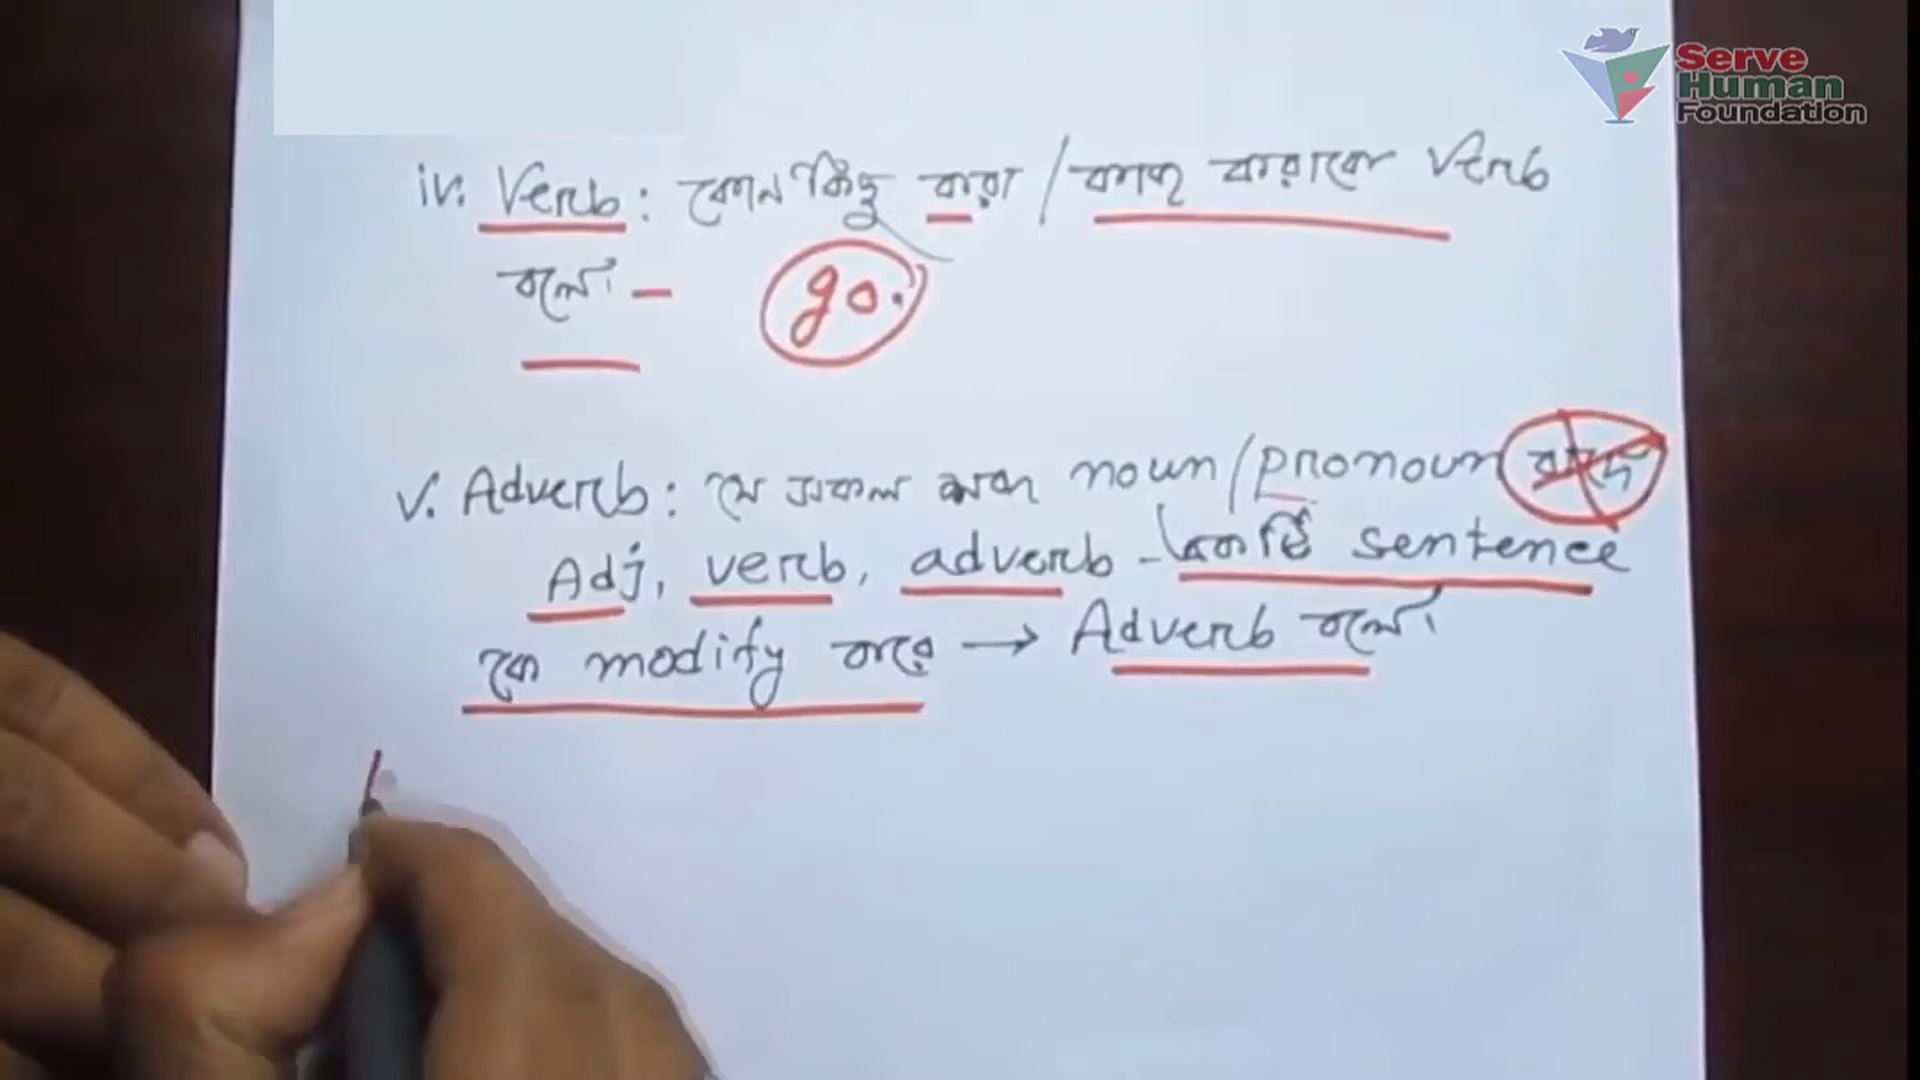 Serve
Human
Foundation
iv. Verb: কোন কিছু করা / কাজ করাকে Verb
বলে।
go.
v. Adverb: যে সকল শব্দ noun/pronoun বাদে
Adj, verb, adverb একটি sentence
কে modify করে → Adverb বলে।